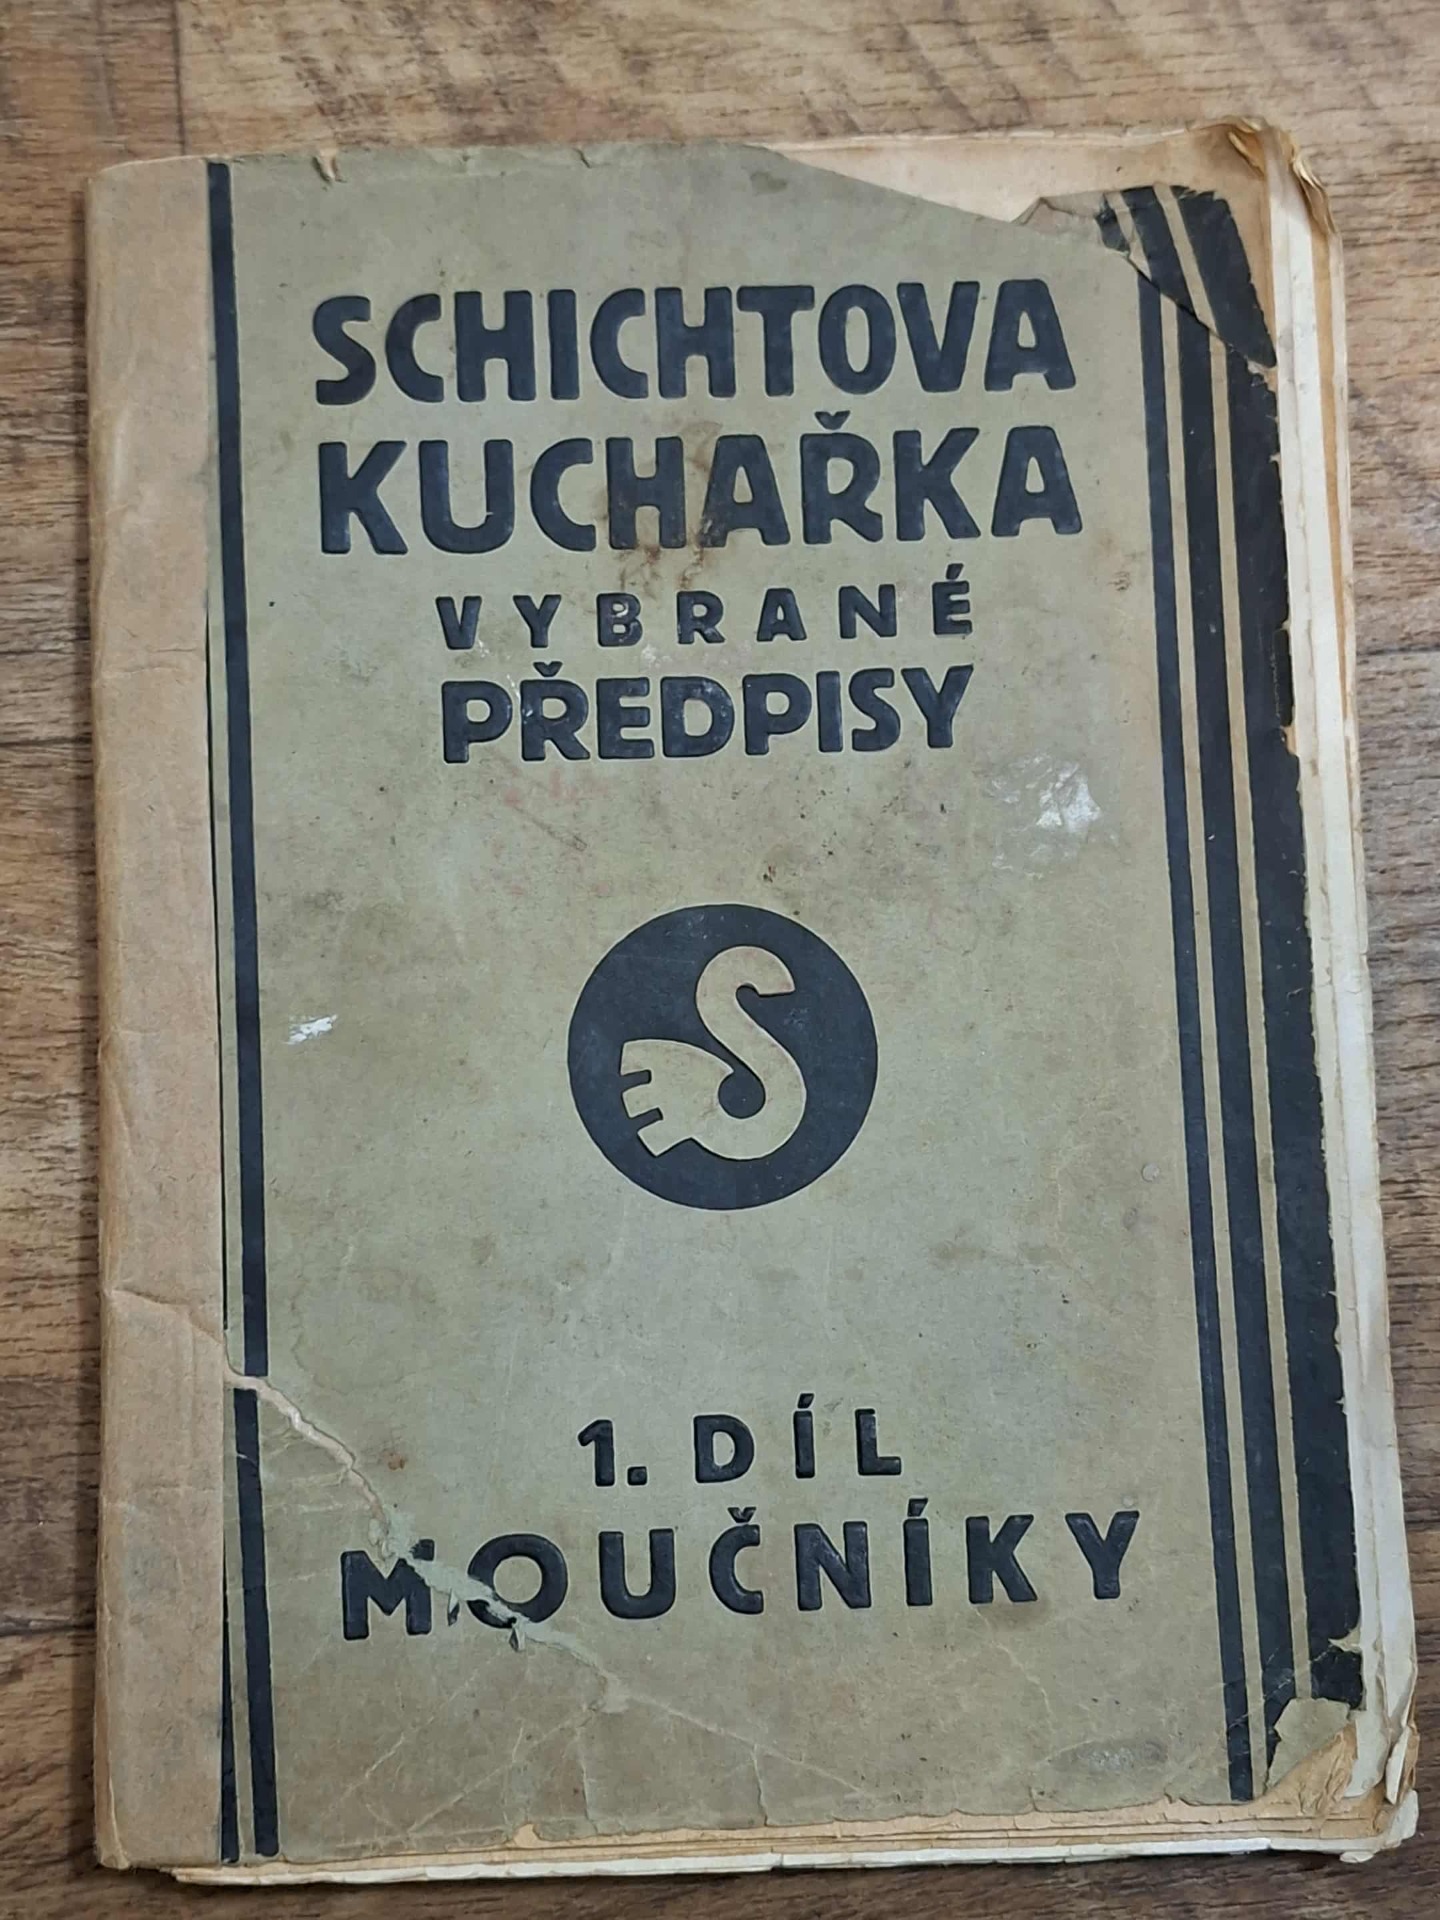 SCHICHTOVA
KUCHAŘKA
VYBRANÉ
PŘEDPISY
1. DÍL
MOUČNÍKY